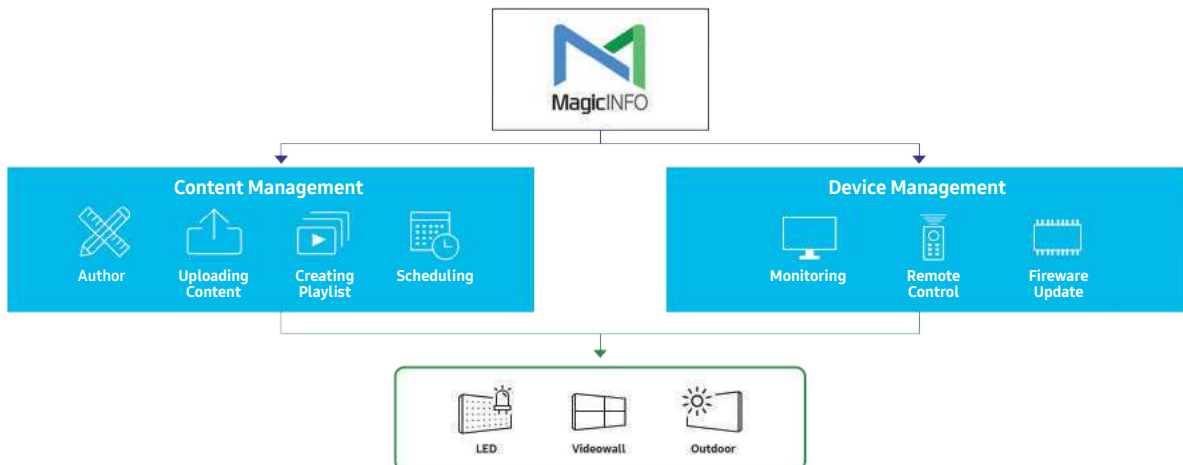 MagicINFO
Content Management
Author
Uploading
Content
Creating
Playlist
Scheduling
Device Management
Monitoring
Remote
Control
Fireware
Update
LED
Videowall
Outdoor